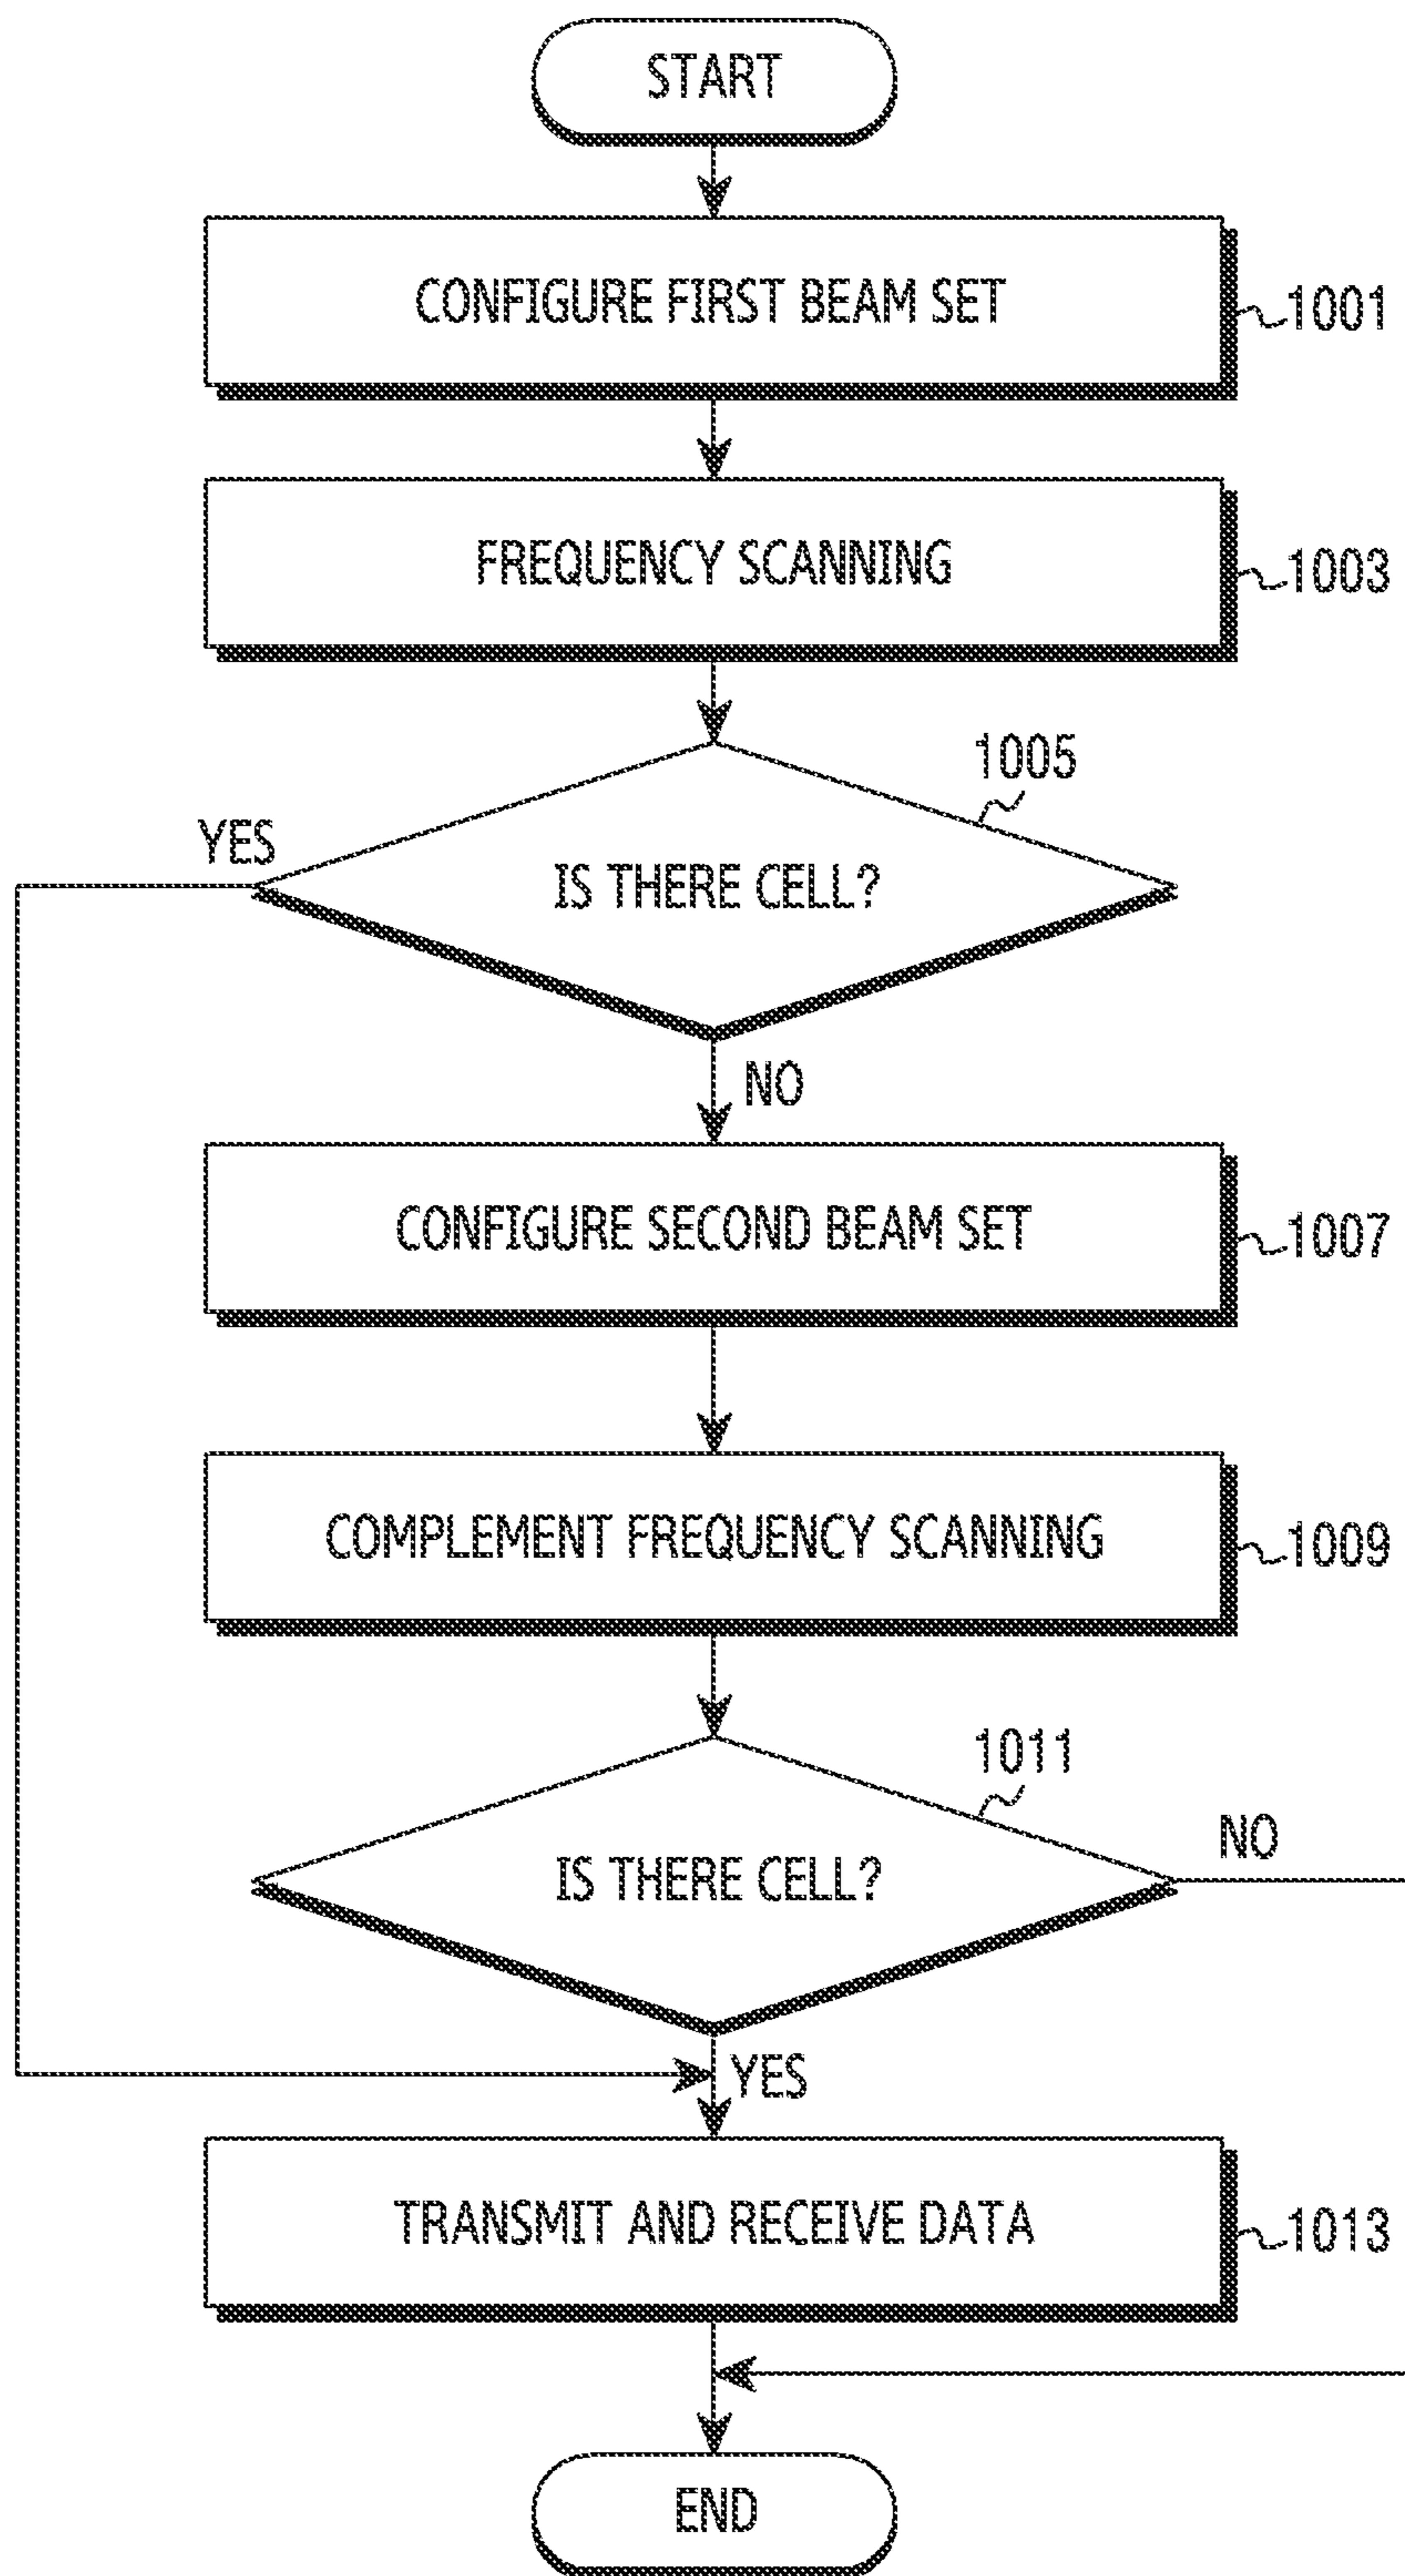 START
CONFIGURE FIRST BEAM SET
1001
FREQUENCY SCANNING
1003
1005
YES
IS THERE CELL?
NO
CONFIGURE SECOND BEAM SET
1007
COMPLEMENT FREQUENCY SCANNING
1009
1011
NO
IS THERE CELL?
YES
TRANSMIT AND RECEIVE DATA
1013
END